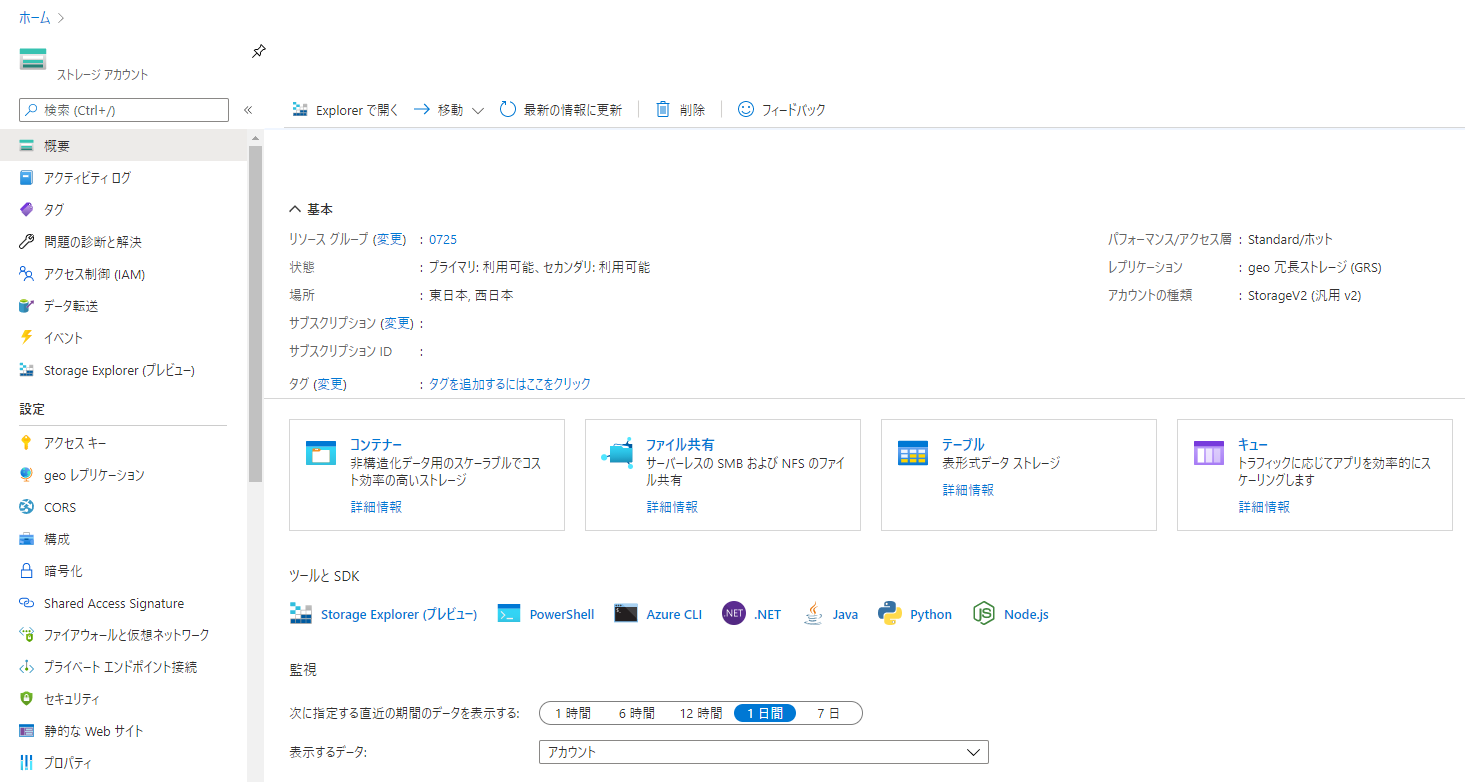 ホーム >
ストレージ アカウント
検索 (Ctrl+/)
«
Explorer で開く
移動
最新の情報に更新
削除
フィードバック
概要
アクティビティ ログ
タグ
問題の診断と解決
アクセス制御 (IAM)
データ転送
イベント
Storage Explorer (プレビュー)
設定
アクセス キー
geo レプリケーション
CORS
構成
暗号化
Shared Access Signature
ファイアウォールと仮想ネットワーク
プライベート エンドポイント接続
セキュリティ
静的な Web サイト
プロパティ
基本
リソース グループ (変更) : 0725
状態 : プライマリ: 利用可能、セカンダリ: 利用可能
場所 : 東日本, 西日本
サブスクリプション (変更) :
サブスクリプション ID :
タグ (変更) : タグを追加するにはここをクリック
パフォーマンス/アクセス層 : Standard/ホット
レプリケーション : geo 冗長ストレージ (GRS)
アカウントの種類 : StorageV2 (汎用 v2)
コンテナー
非構造化データ用のスケーラブルでコス
ト効率の高いストレージ
詳細情報
ファイル共有
サーバーレスの SMB および NFS のファイ
ル共有
詳細情報
テーブル
表形式データ ストレージ
詳細情報
キュー
トラフィックに応じてアプリを効率的にス
ケーリングします
詳細情報
ツールと SDK
Storage Explorer (プレビュー)
PowerShell
Azure CLI
.NET
.NET
Java
Python
Node.js
監視
次に指定する直近の期間のデータを表示する: 1 時間 6 時間 12 時間 1 日間 7 日
表示するデータ: アカウント